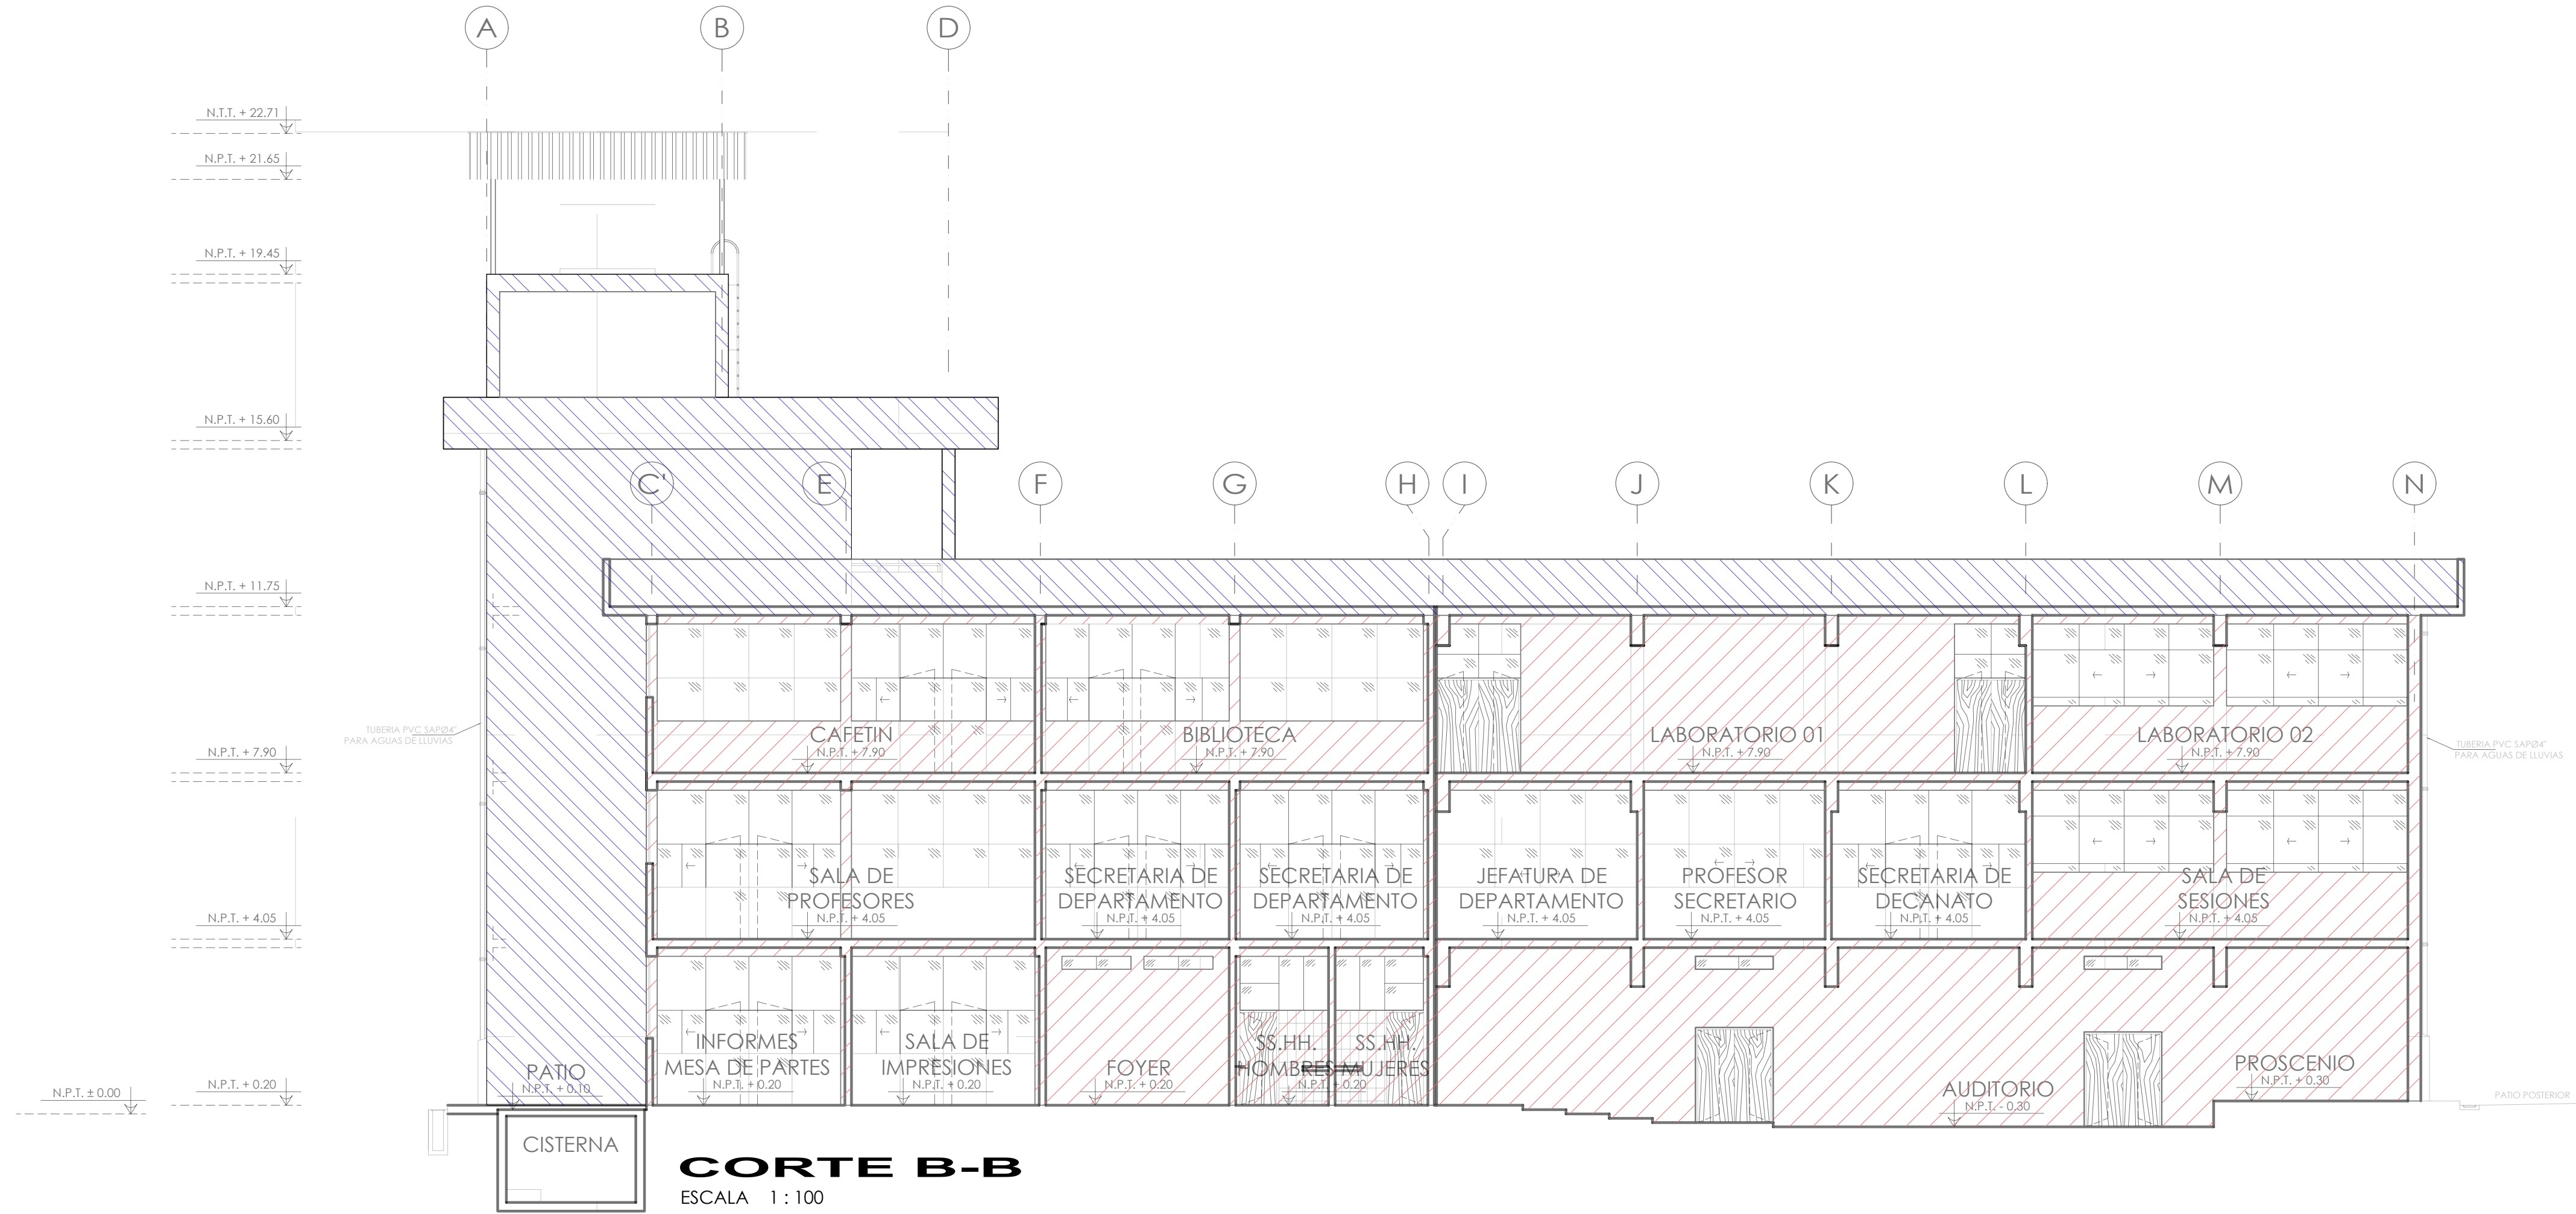 A
B
D
N.T.T. + 22.71
N.P.T. + 21.65
N.P.T. + 19.45
N.P.T. + 15.60
C'
E
F
G
H
I
J
K
L
M
N
N.P.T. + 11.75
TUBERIA PVC SAPØ4"
PARA AGUAS DE LLUVIAS
CAFETIN
N.P.T. + 7.90
BIBLIOTECA
N.P.T. + 7.90
LABORATORIO 01
N.P.T. + 7.90
LABORATORIO 02
N.P.T. + 7.90
TUBERIA PVC SAPØ4"
PARA AGUAS DE LLUVIAS
N.P.T. + 7.90
SALA DE
PROFESORES
N.P.T. + 4.05
SECRETARIA DE
DEPARTAMENTO
N.P.T. + 4.05
SECRETARIA DE
DEPARTAMENTO
N.P.T. + 4.05
JEFATURA DE
DEPARTAMENTO
N.P.T. + 4.05
PROFESOR
SECRETARIO
N.P.T. + 4.05
SECRETARIA DE
DECANATO
N.P.T. + 4.05
SALA DE
SESIONES
N.P.T. + 4.05
N.P.T. + 4.05
N.P.T. ± 0.00
N.P.T. + 0.20
PATIO
N.P.T. + 0.10
INFORMES
MESA DE PARTES
N.P.T. + 0.20
SALA DE
IMPRESIONES
N.P.T. + 0.20
FOYER
N.P.T. + 0.20
SS.HH.
HOMBRES
SS.HH.
MUJERES
N.P.T. + 0.20
AUDITORIO
N.P.T. - 0.30
PROSCENIO
N.P.T. + 0.30
PATIO POSTERIOR
CISTERNA
CORTE B-B
ESCALA 1 : 100